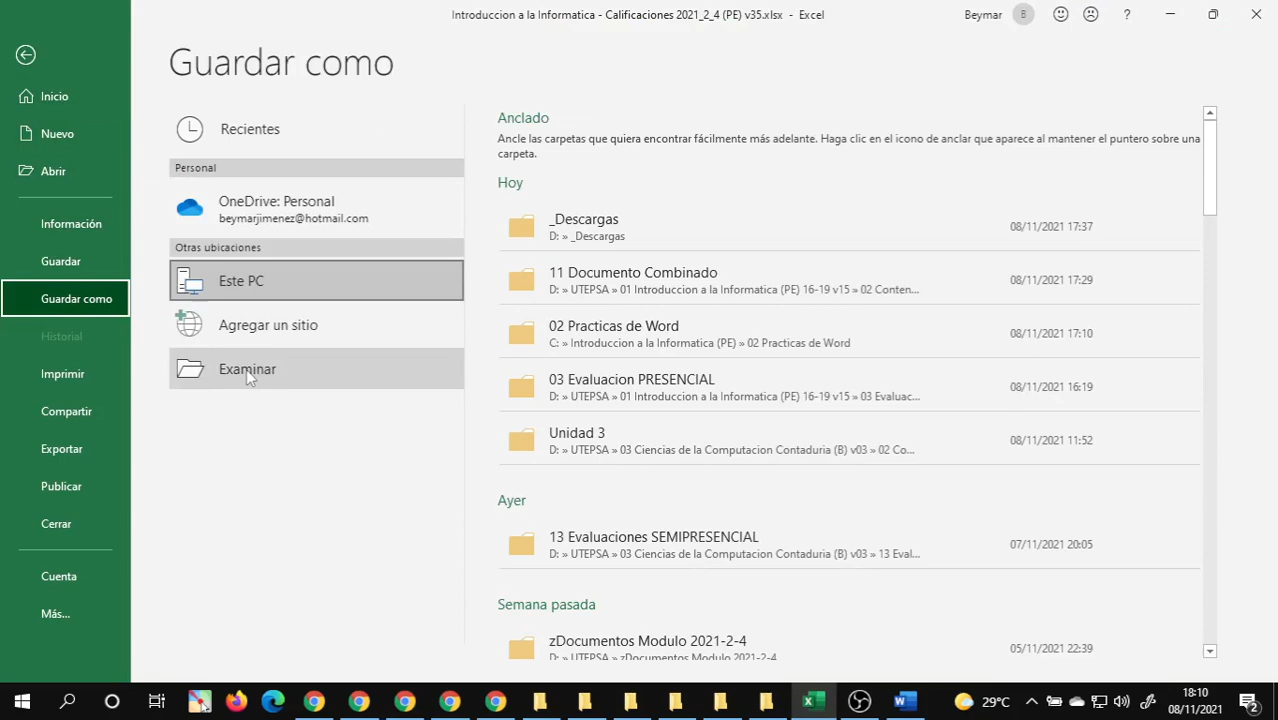 Introduccion a la Informatica - Calificaciones 2021_2_4 (PE) v35.xlsx - Excel
Beymar
B
?
Guardar como
Inicio
Nuevo
Abrir
Información
Guardar
Guardar como
Historial
Imprimir
Compartir
Exportar
Publicar
Cerrar
Cuenta
Más...
Recientes
Personal
OneDrive: Personal
beymarjimenez@hotmail.com
Otras ubicaciones
Este PC
Agregar un sitio
Examinar
Anclado
Ancle las carpetas que quiera encontrar fácilmente más adelante. Haga clic en el icono de anclar que aparece al mantener el puntero sobre una
carpeta.
Hoy
_Descargas 08/11/2021 17:37
D: » _Descargas
11 Documento Combinado 08/11/2021 17:29
D: » UTEPSA » 01 Introduccion a la Informatica (PE) 16-19 v15 » 02 Conten...
02 Practicas de Word 08/11/2021 17:10
C: » Introduccion a la Informatica (PE) » 02 Practicas de Word
03 Evaluacion PRESENCIAL 08/11/2021 16:19
D: » UTEPSA » 01 Introduccion a la Informatica (PE) 16-19 v15 » 03 Evaluac...
Unidad 3 08/11/2021 11:52
D: » UTEPSA » 03 Ciencias de la Computacion Contaduria (B) v03 » 02 Co...
Ayer
13 Evaluaciones SEMIPRESENCIAL 07/11/2021 20:05
D: » UTEPSA » 03 Ciencias de la Computacion Contaduria (B) v03 » 13 Eval...
Semana pasada
zDocumentos Modulo 2021-2-4 05/11/2021 22:39
D: » UTEPSA » zDocumentos Modulo 2021-2-4
29°C
18:10
08/11/2021
2